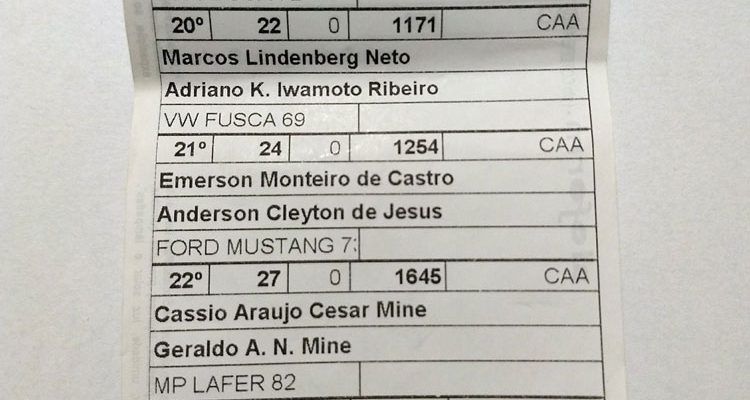 20º 22 0 1171 CAA
Marcos Lindenberg Neto
Adriano K. Iwamoto Ribeiro
VW FUSCA 69
21º 24 0 1254 CAA
Emerson Monteiro de Castro
Anderson Cleyton de Jesus
FORD MUSTANG 7
22º 27 0 1645 CAA
Cassio Araujo Cesar Mine
Geraldo A. N. Mine
MP LAFER 82